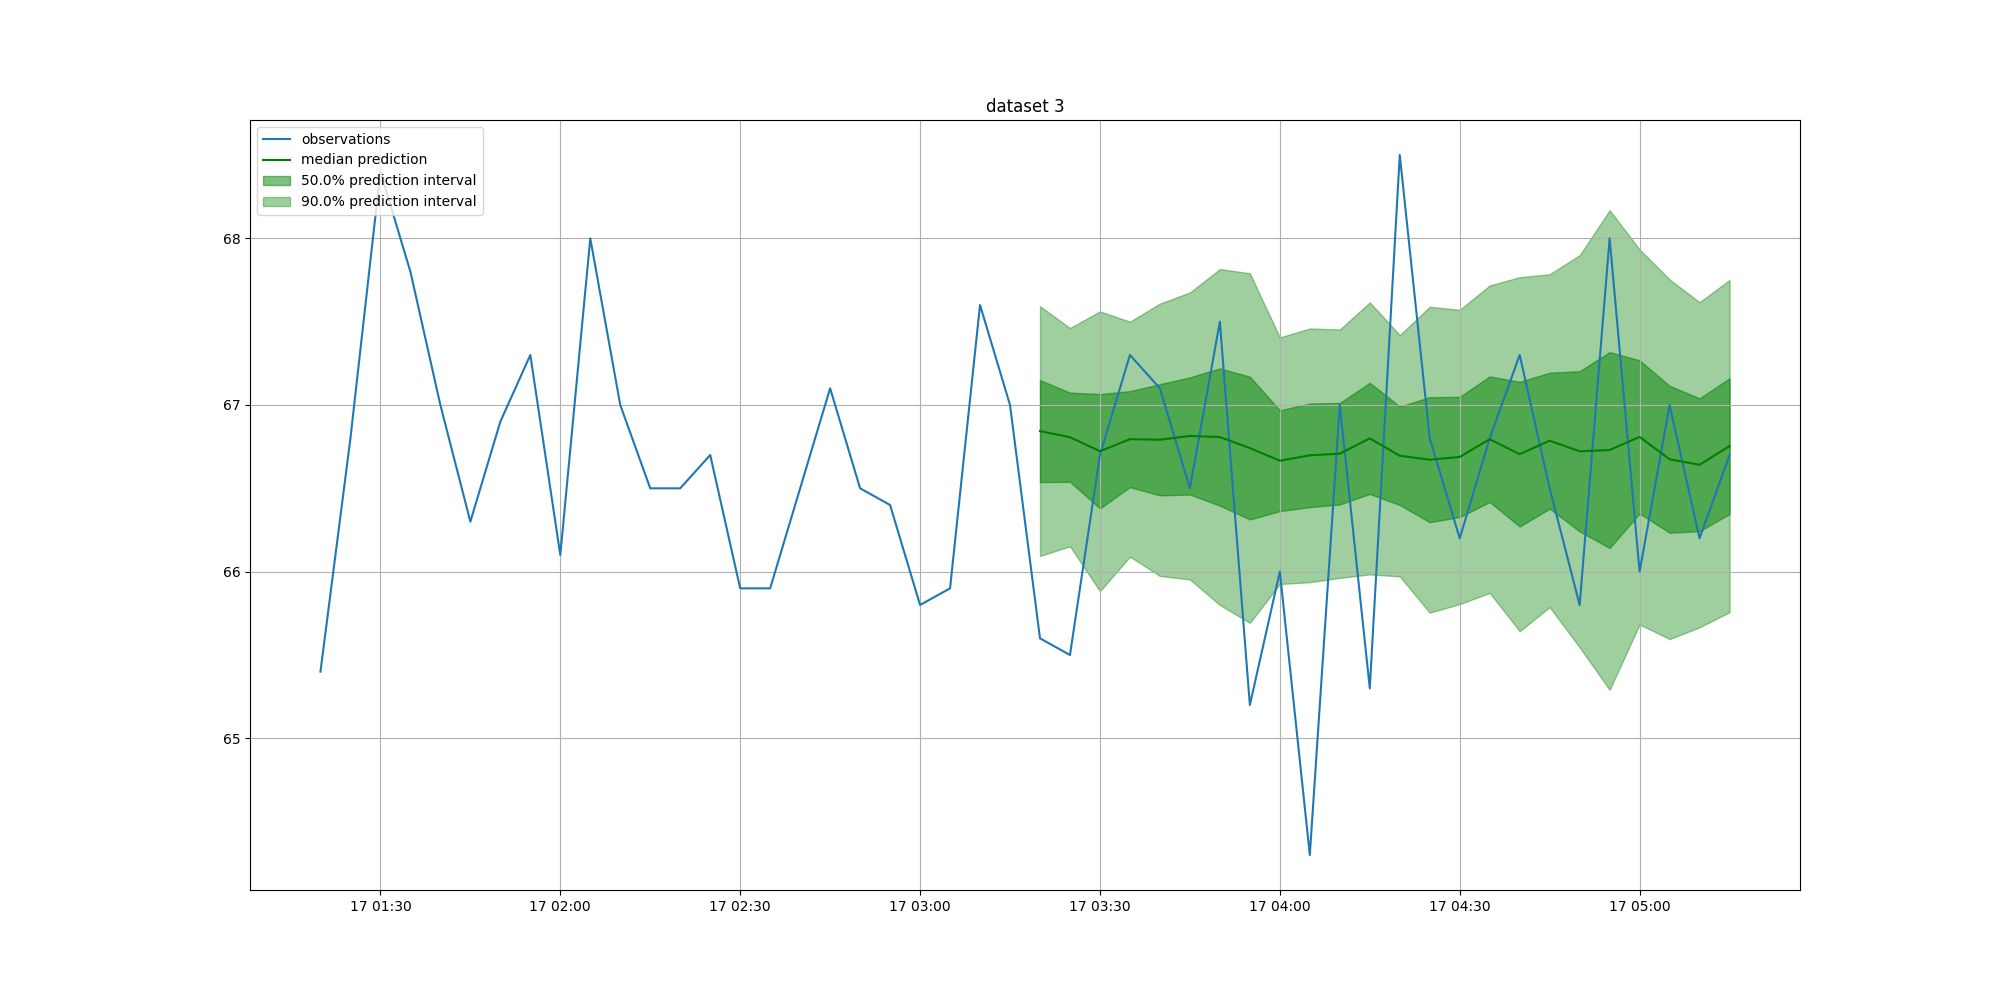 dataset 3
observations
median prediction
50.0% prediction interval
90.0% prediction interval
68
67
66
65
17 01:30 17 02:00 17 02:30 17 03:00 17 03:30 17 04:00 17 04:30 17 05:00